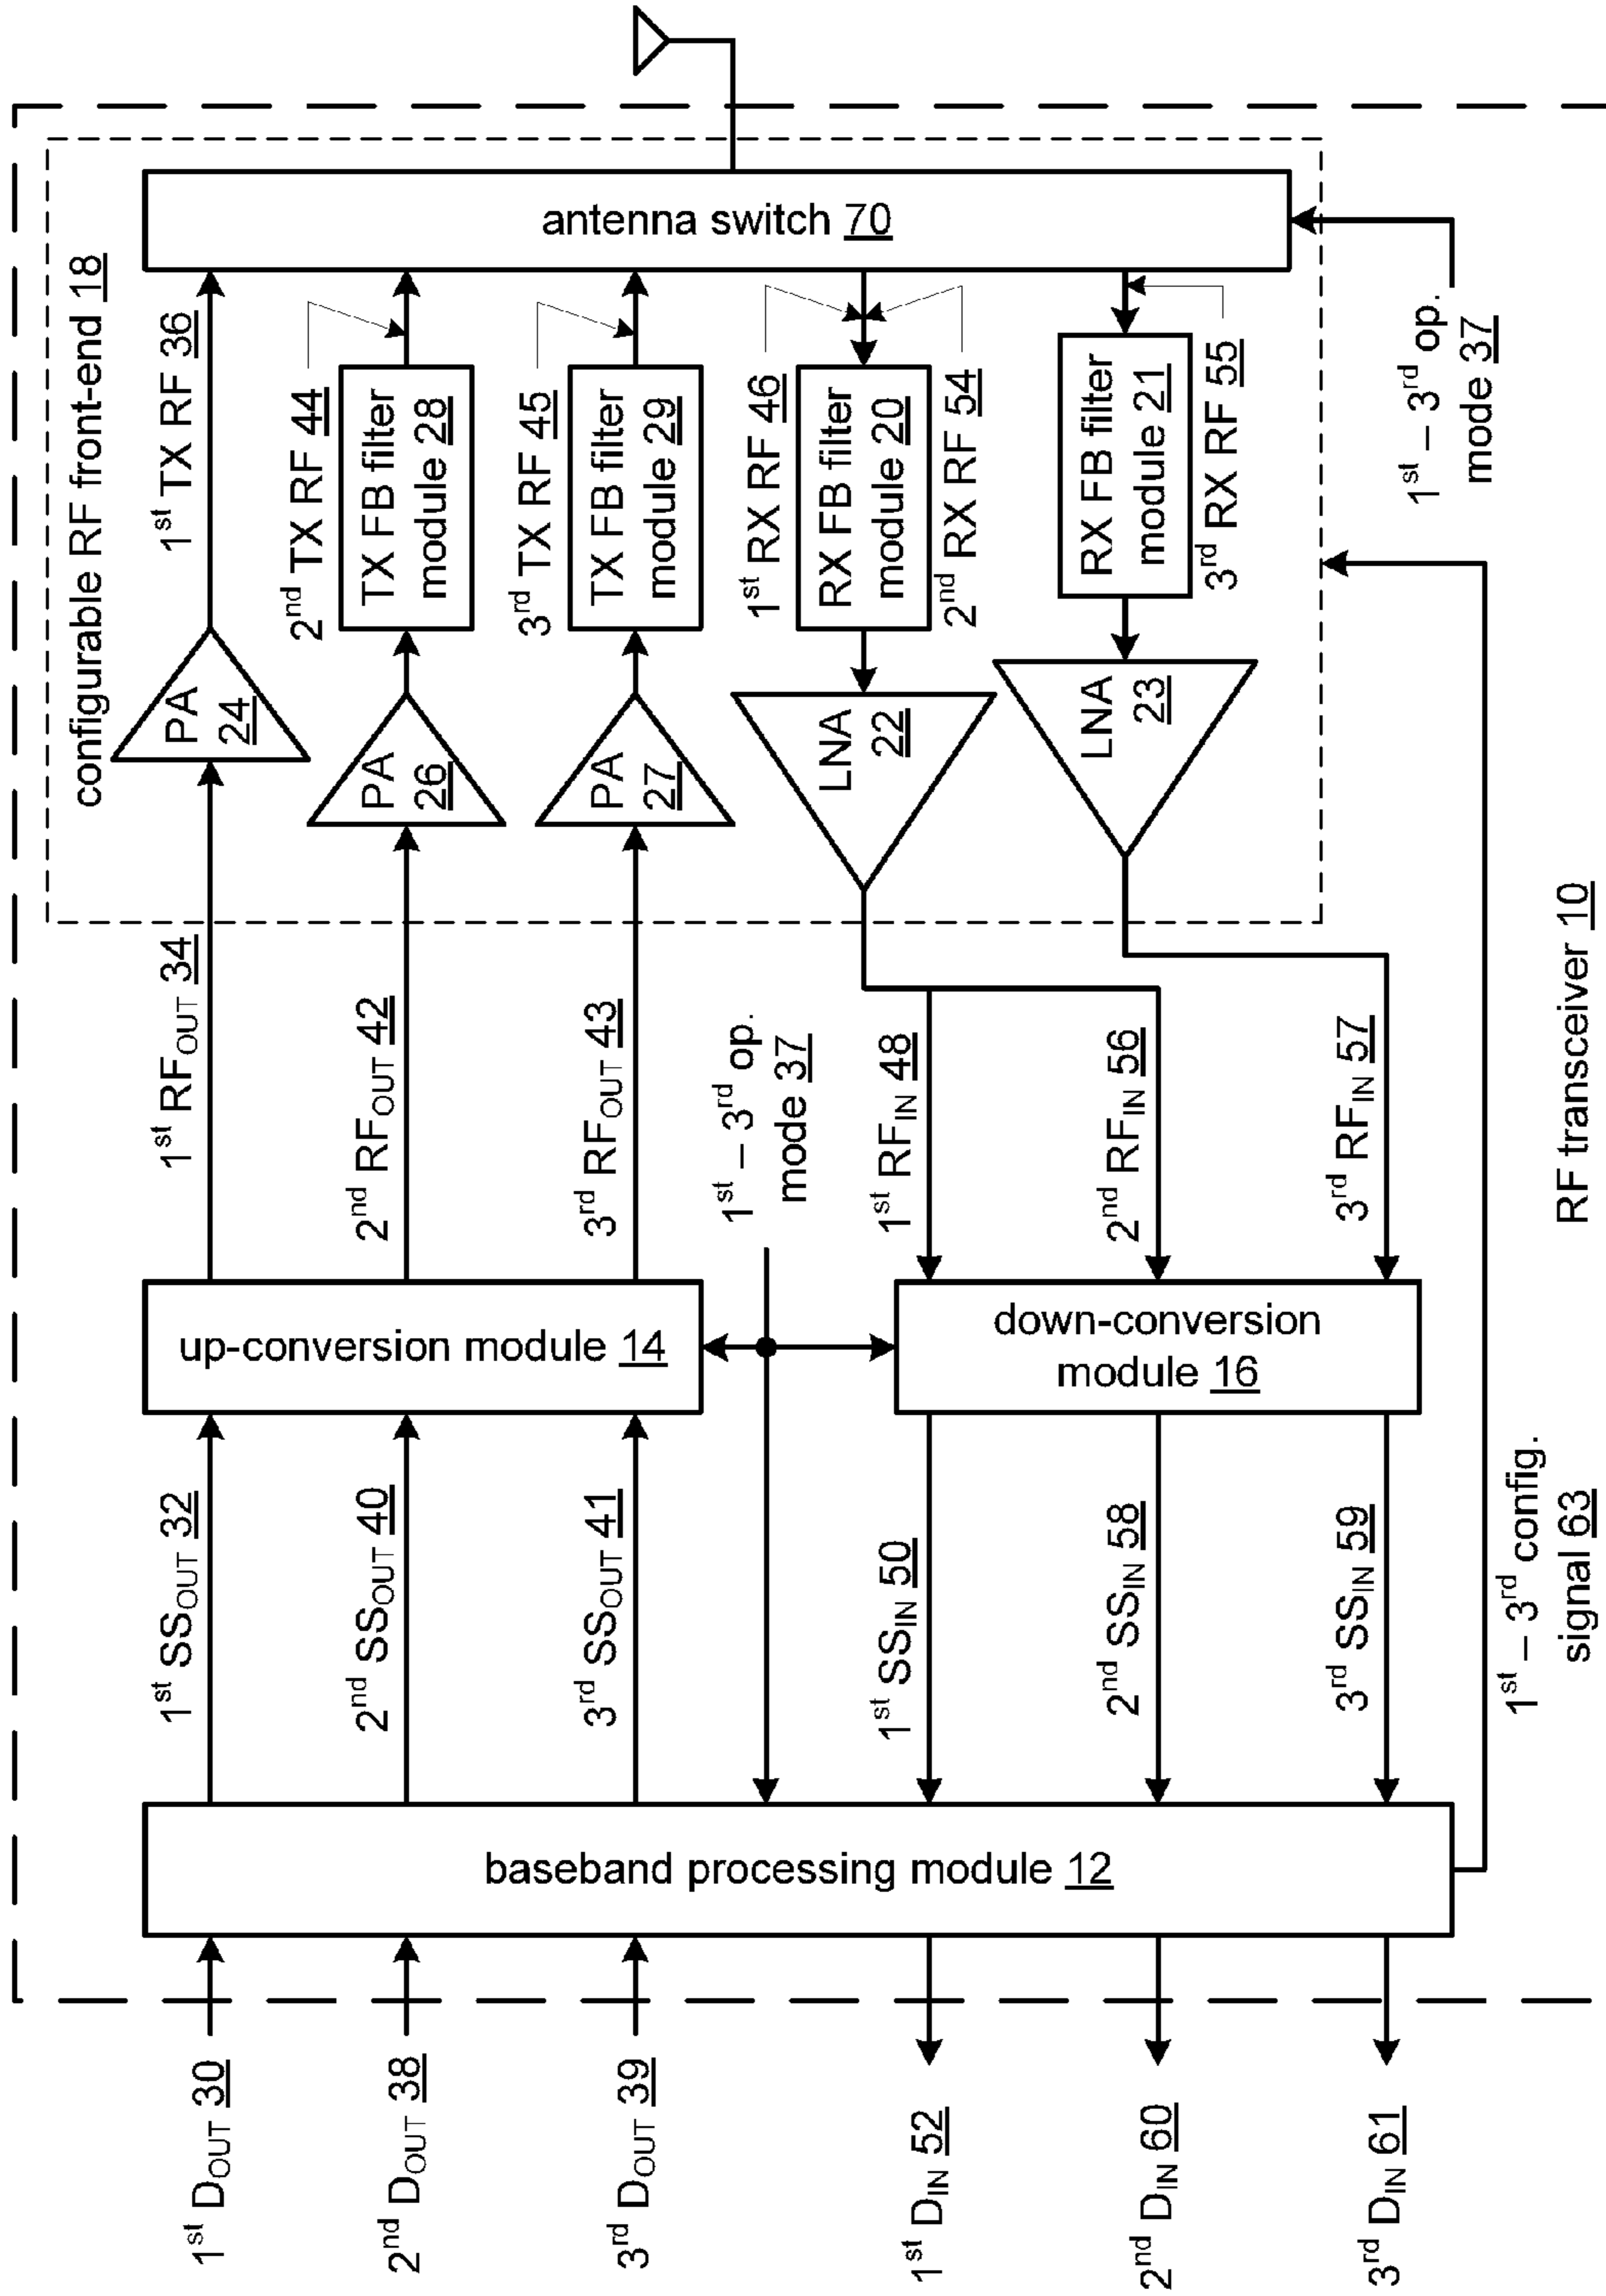 configurable RF front-end 18
1st DOUT 30
1st SSOUT 32
1st RFOUT 34
PA
24
1st TX RF 36
2nd DOUT 38
2nd SSOUT 40
2nd RFOUT 42
PA
26
2nd TX RF 44
TX FB filter
module 28
3rd DOUT 39
3rd SSOUT 41
3rd RFOUT 43
PA
27
3rd TX RF 45
TX FB filter
module 29
baseband processing module 12
up-conversion module 14
antenna switch 70
1st – 3rd op.
mode 37
1st DIN 52
1st SSIN 50
1st RFIN 48
LNA
22
1st RX RF 46
RX FB filter
module 20
2nd RX RF 54
down-conversion
module 16
2nd DIN 60
2nd SSIN 58
2nd RFIN 56
LNA
23
RX FB filter
module 21
3rd RX RF 55
3rd DIN 61
3rd SSIN 59
3rd RFIN 57
1st – 3rd op.
mode 37
1st – 3rd config.
signal 63
RF transceiver 10